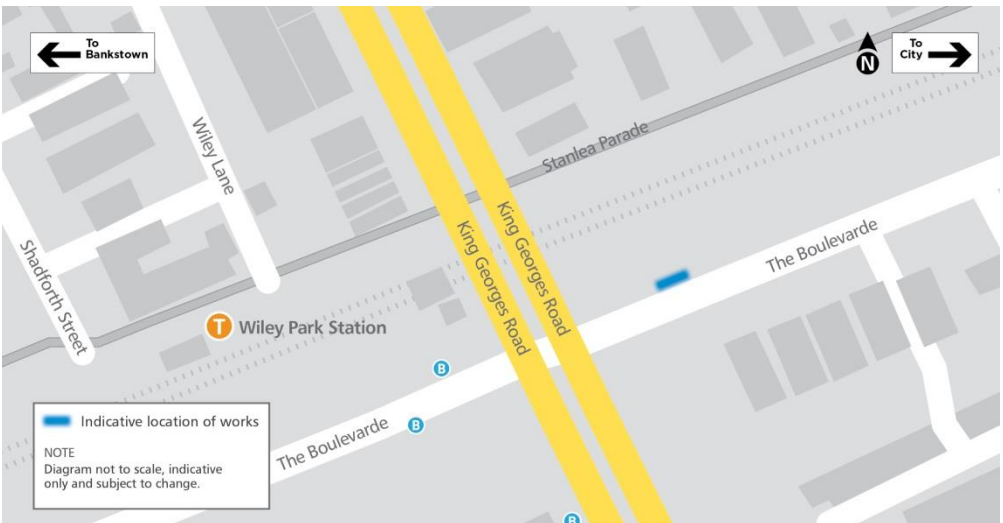 To
Bankstown
N
To
City
Wiley Lane
Stanlea Parade
King Georges Road
King Georges Road
The Boulevarde
Shadforth Street
T Wiley Park Station
B
B
The Boulevarde
B
Indicative location of works
NOTE
Diagram not to scale, indicative
only and subject to change.